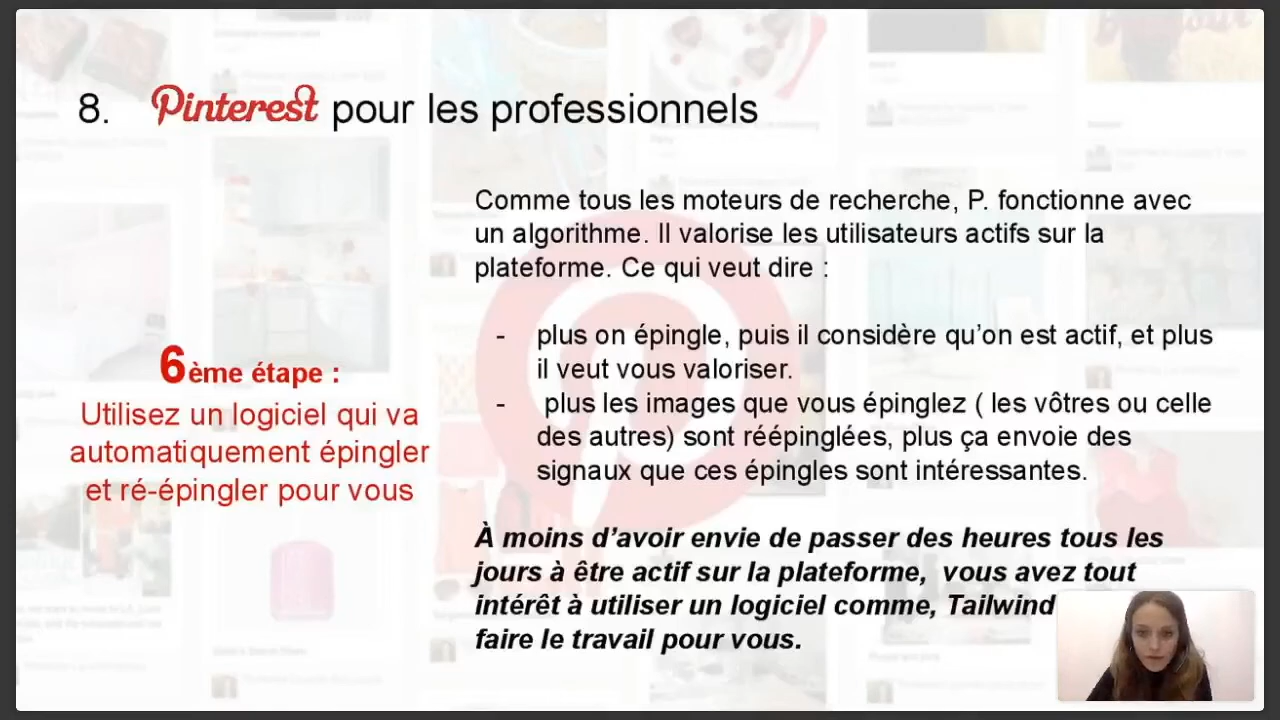 8. Pinterest pour les professionnels
6ème étape :
Utilisez un logiciel qui va
automatiquement épingler
et ré-épingler pour vous
Comme tous les moteurs de recherche, P. fonctionne avec
un algorithme. Il valorise les utilisateurs actifs sur la
plateforme. Ce qui veut dire :
- plus on épingle, puis il considère qu’on est actif, et plus
il veut vous valoriser.
- plus les images que vous épinglez ( les vôtres ou celle
des autres) sont réépinglées, plus ça envoie des
signaux que ces épingles sont intéressantes.
À moins d’avoir envie de passer des heures tous les
jours à être actif sur la plateforme, vous avez tout
intérêt à utiliser un logiciel comme, Tailwind
faire le travail pour vous.